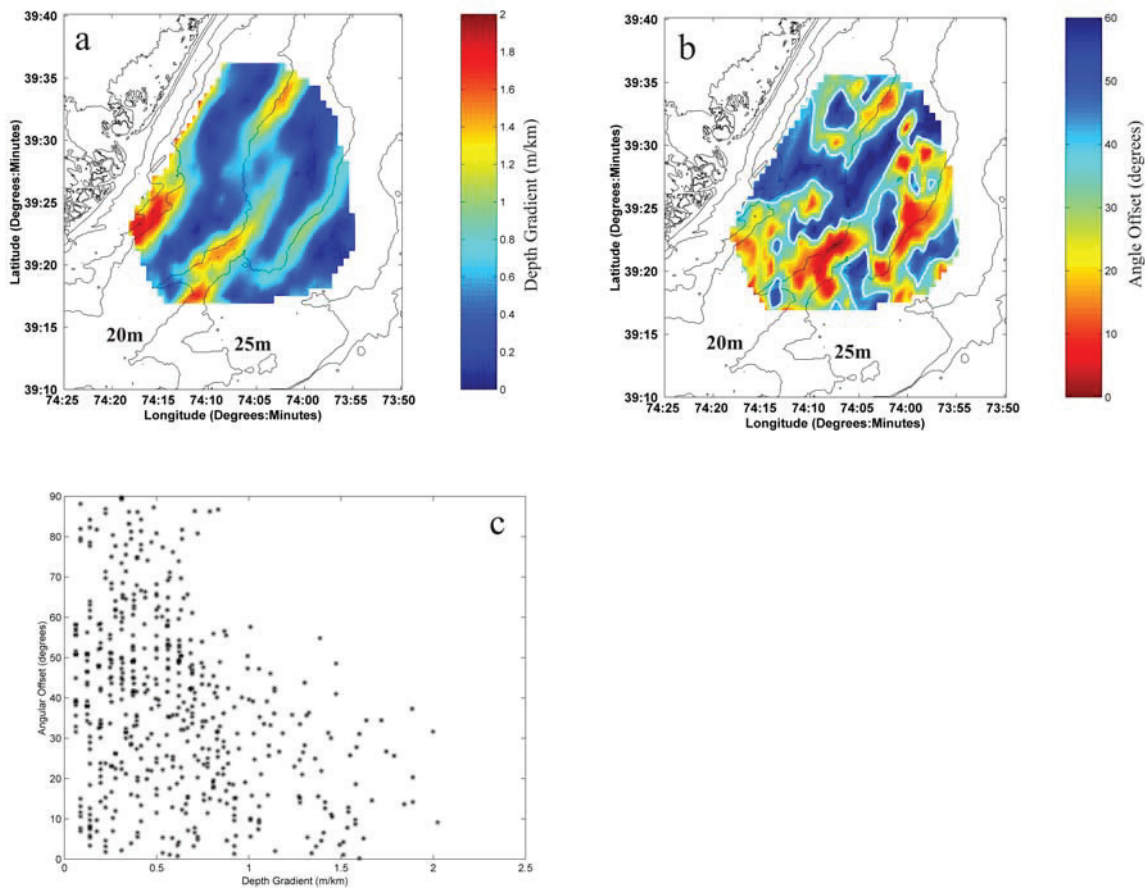 a
39:40
39:35
39:30
39:25
39:20
39:15
39:10
Latitude (Degrees:Minutes)
20m
25m
74:25 74:20 74:15 74:10 74:05 74:00 73:55 73:50
Longitude (Degrees:Minutes)
2
1.8
1.6
1.4
1.2
1
0.8
0.6
0.4
0.2
0
Depth Gradient (m/km)
b
39:40
39:35
39:30
39:25
39:20
39:15
39:10
Latitude (Degrees:Minutes)
20m
25m
74:25 74:20 74:15 74:10 74:05 74:00 73:55 73:50
Longitude (Degrees:Minutes)
60
50
40
30
20
10
0
Angle Offset (degrees)
c
90
80
70
60
50
40
30
20
10
0
Angular Offset (degrees)
0 0.5 1 1.5 2 2.5
Depth Gradient (m/km)